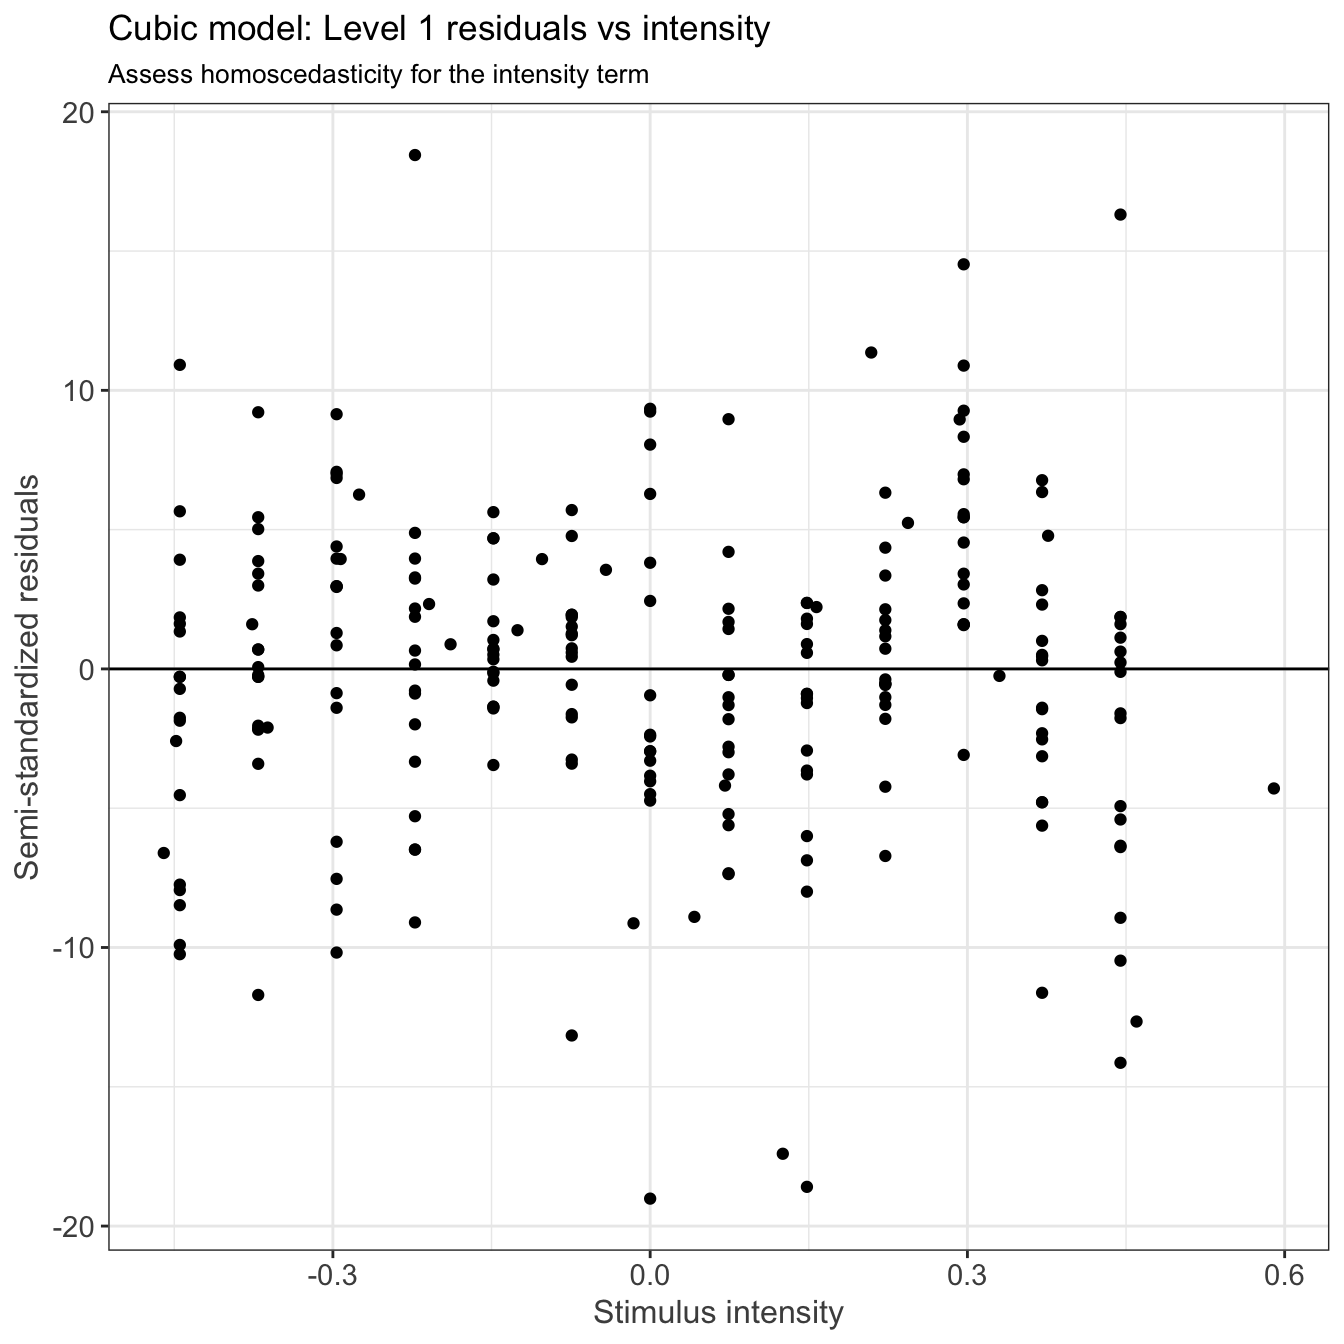 Cubic model: Level 1 residuals vs intensity
Assess homoscedasticity for the intensity term
20
10
0
-10
-20
Semi-standardized residuals
-0.3
0.0
0.3
0.6
Stimulus intensity